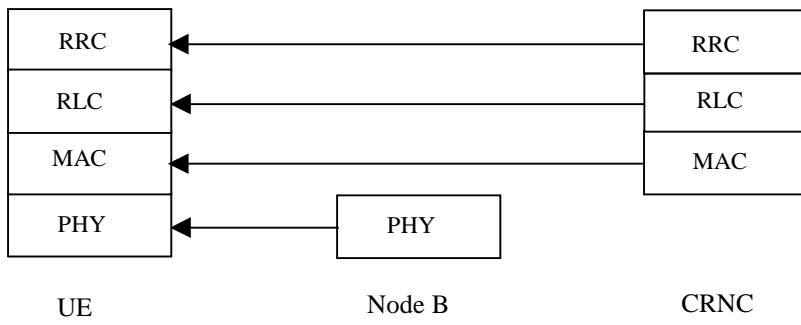 RRC RRC
RLC RLC
MAC MAC
PHY PHY
UE Node B CRNC